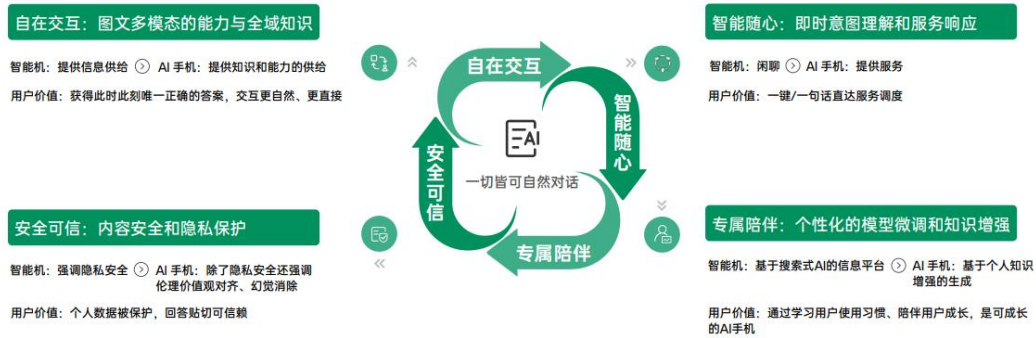 自在交互：图文多模态的能力与全域知识
智能机：提供信息供给 AI 手机：提供知识和能力的供给
用户价值：获得此时此刻唯一正确的答案，交互更自然、更直接
智能随心：即时意图理解和服务响应
智能机：闲聊 AI 手机：提供服务
用户价值：一键/一句话直达服务调度
自在交互
智能随心
专属陪伴
安全可信
AI
一切皆可自然对话
安全可信：内容安全和隐私保护
智能机：强调隐私安全 AI 手机：除了隐私安全还强调
伦理价值观对齐、幻觉消除
用户价值：个人数据被保护，回答贴切可信赖
专属陪伴：个性化的模型微调和知识增强
智能机：基于搜索式AI的信息平台 AI 手机：基于个人知识
增强的生成
用户价值：通过学习用户使用习惯、陪伴用户成长，是可成长
的AI手机